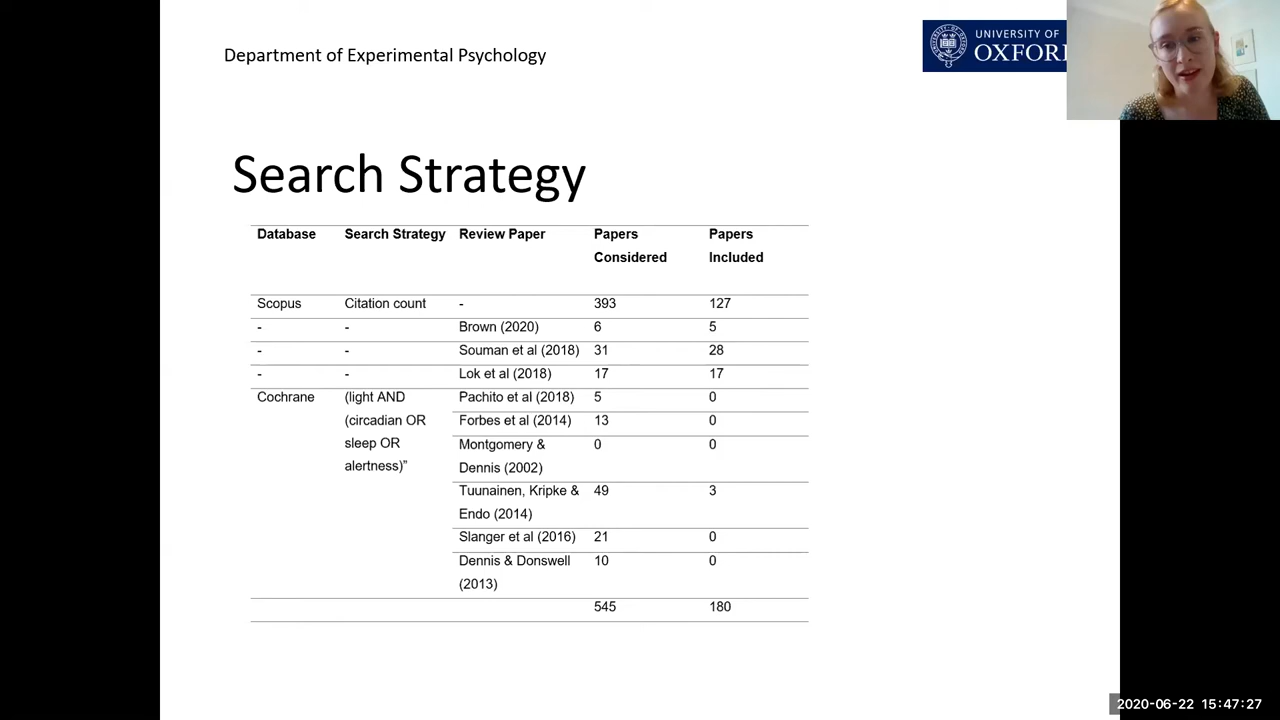 Department of Experimental Psychology
UNIVERSITY OF
OXFORD
Search Strategy
Database Search Strategy Review Paper Papers Papers
Considered Included
Scopus Citation count - 393 127
- - Brown (2020) 6 5
- - Souman et al (2018) 31 28
- - Lok et al (2018) 17 17
Cochrane (light AND Pachito et al (2018) 5 0
(circadian OR Forbes et al (2014) 13 0
sleep OR Montgomery & 0 0
alertness)” Dennis (2002)
Tuunainen, Kripke & 49 3
Endo (2014)
Slanger et al (2016) 21 0
Dennis & Donswell 10 0
(2013)
545 180
2020-06-22 15:47:27